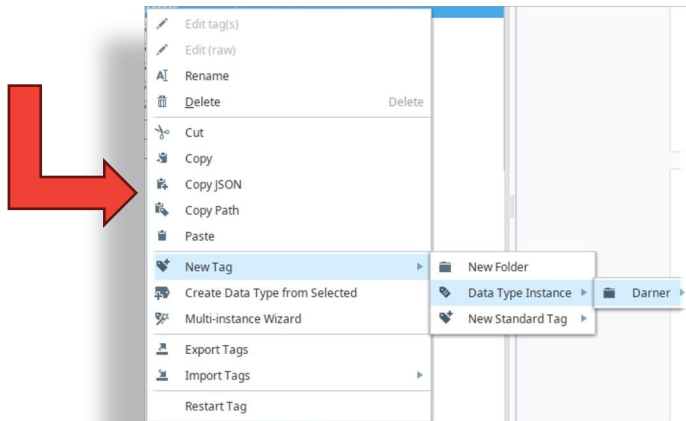 Edit tag(s)
Edit (raw)
Rename
Delete Delete
Cut
Copy
Copy JSON
Copy Path
Paste
New Tag
New Folder
Create Data Type from Selected
Data Type Instance
Darner
Multi-instance Wizard
New Standard Tag
Export Tags
Import Tags
Restart Tag